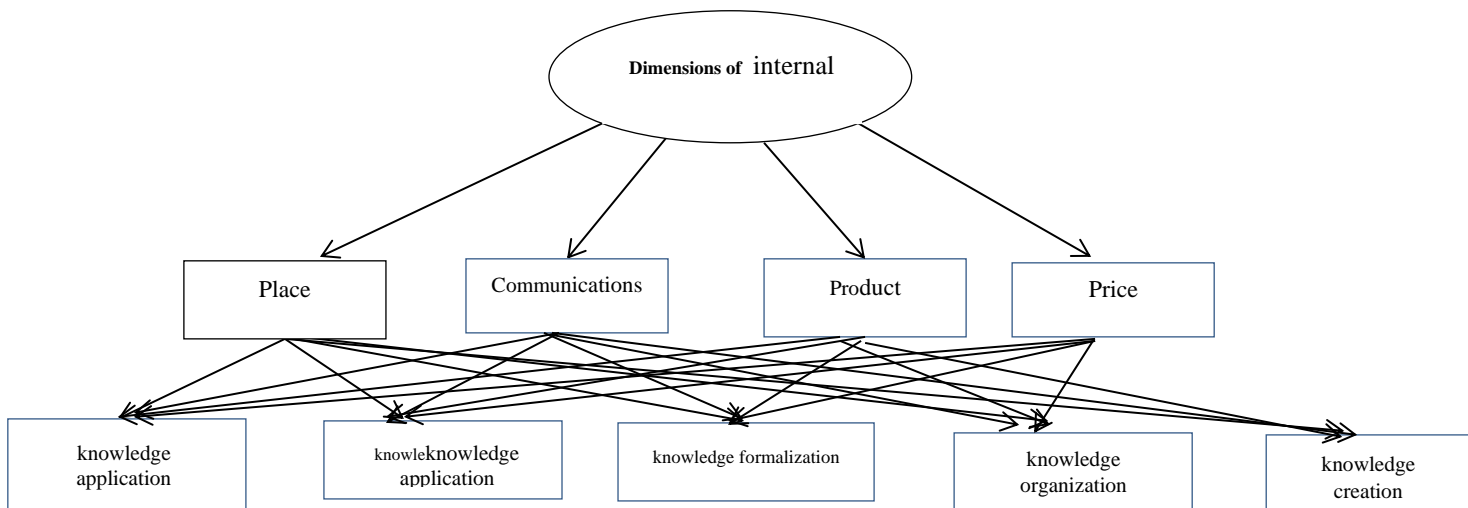 Dimensions of internal
Place
Communications
Product
Price
knowledge
application
knowleknowledge
application
knowledge formalization
knowledge
organization
knowledge
creation